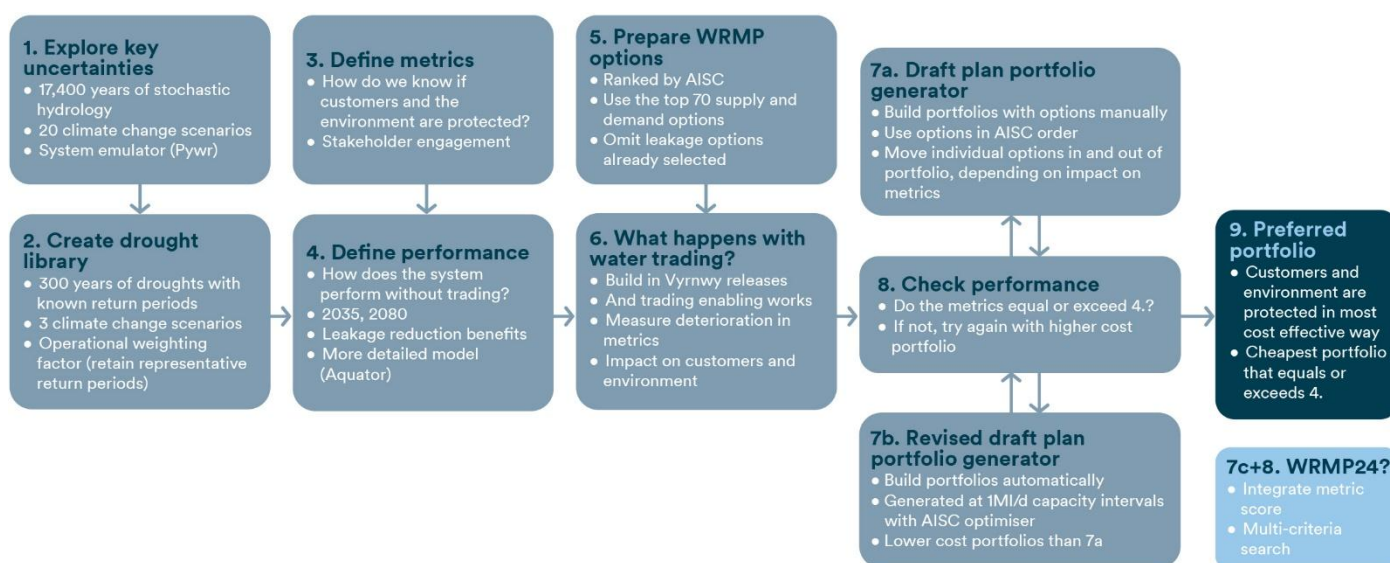 1. Explore key
uncertainties
• 17,400 years of stochastic
hydrology
• 20 climate change scenarios
• System emulator (Pywr)
2. Create drought
library
• 300 years of droughts with
known return periods
• 3 climate change scenarios
• Operational weighting
factor (retain representative
return periods)
3. Define metrics
• How do we know if
customers and the
environment are protected?
• Stakeholder engagement
4. Define performance
• How does the system
perform without trading?
• 2035, 2080
• Leakage reduction benefits
• More detailed model
(Aquator)
5. Prepare WRMP
options
• Ranked by AISC
• Use the top 70 supply and
demand options
• Omit leakage options
already selected
6. What happens with
water trading?
• Build in Vyrnwy releases
• And trading enabling works
• Measure deterioration in
metrics
• Impact on customers and
environment
7a. Draft plan portfolio
generator
• Build portfolios with options manually
• Use options in AISC order
• Move individual options in and out of
portfolio, depending on impact on
metrics
8. Check performance
• Do the metrics equal or exceed 4.?
• If not, try again with higher cost
portfolio
7b. Revised draft plan
portfolio generator
• Build portfolios automatically
• Generated at 1Ml/d capacity intervals
with AISC optimiser
• Lower cost portfolios than 7a
9. Preferred
portfolio
• Customers and
environment are
protected in most
cost effective way
• Cheapest portfolio
that equals or
exceeds 4.
7c+8. WRMP24?
• Integrate metric
score
• Multi-criteria
search